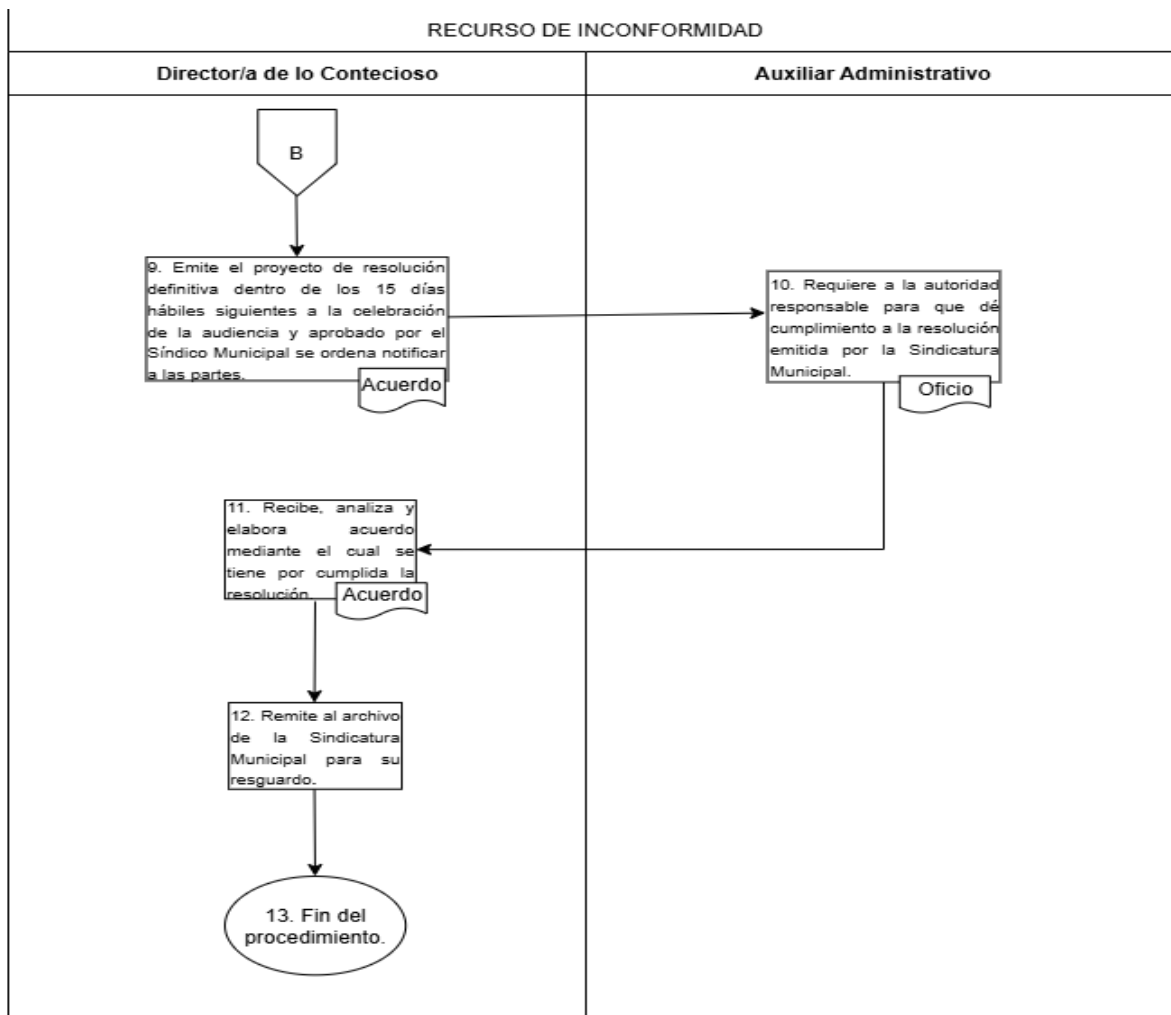 RECURSO DE INCONFORMIDAD
Director/a de lo Contecioso
Auxiliar Administrativo
B
9. Emite el proyecto de resolución
definitiva dentro de los 15 días
hábiles siguientes a la celebración
de la audiencia y aprobado por el
Síndico Municipal se ordena notificar
a las partes.
Acuerdo
10. Requiere a la autoridad
responsable para que dé
cumplimiento a la resolución
emitida por la Sindicatura
Municipal.
Oficio
11. Recibe, analiza y
elabora acuerdo
mediante el cual se
tiene por cumplida la
resolución.
Acuerdo
12. Remite al archivo
de la Sindicatura
Municipal para su
resguardo.
13. Fin del
procedimiento.